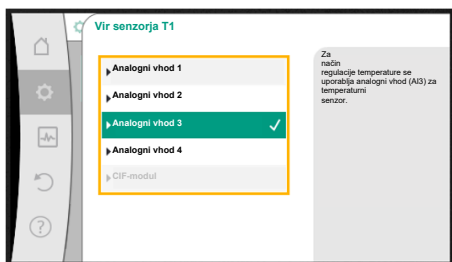 Vir senzorja T1
Analogni vhod 1
Analogni vhod 2
Analogni vhod 3
Analogni vhod 4
CIF-modul
Za
način
regulacije temperature se
uporablja analogni vhod (AI3) za
temperaturni
senzor.